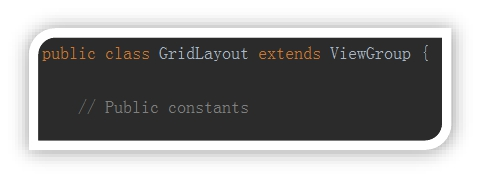 public class GridLayout extends ViewGroup {
// Public constants